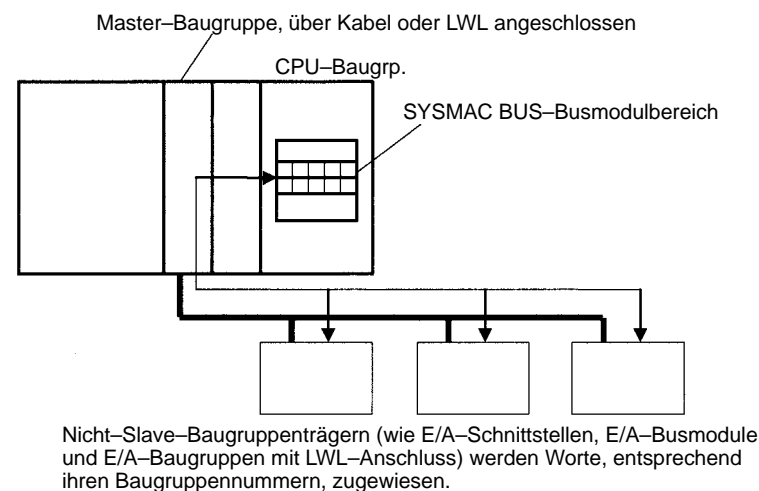 Master–Baugruppe, über Kabel oder LWL angeschlossen
CPU–Baugrp.
SYSMAC BUS–Busmodulbereich
Nicht–Slave–Baugruppenträgern (wie E/A–Schnittstellen, E/A–Busmodule
und E/A–Baugruppen mit LWL–Anschluss) werden Worte, entsprechend
ihren Baugruppennummern, zugewiesen.